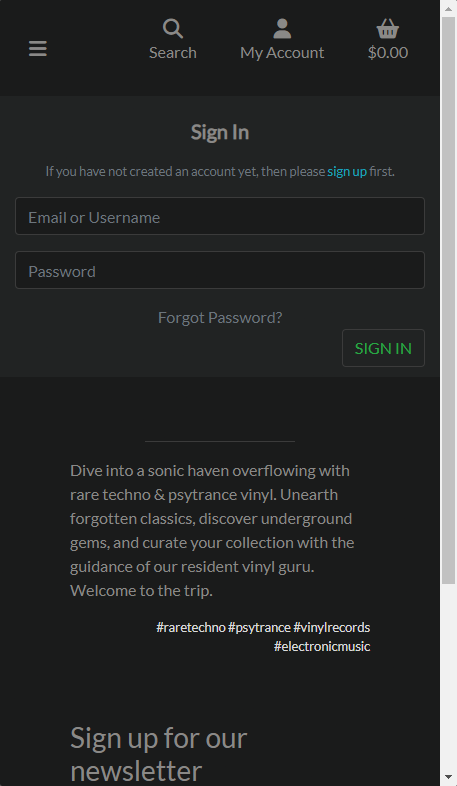 Search
My Account
$0.00
Sign In
If you have not created an account yet, then please sign up first.
Email or Username
Password
Forgot Password?
SIGN IN
Dive into a sonic haven overflowing with
rare techno & psytrance vinyl. Unearth
forgotten classics, discover underground
gems, and curate your collection with the
guidance of our resident vinyl guru.
Welcome to the trip.
#raretechno #psytrance #vinylrecords
#electronicmusic
Sign up for our
newsletter